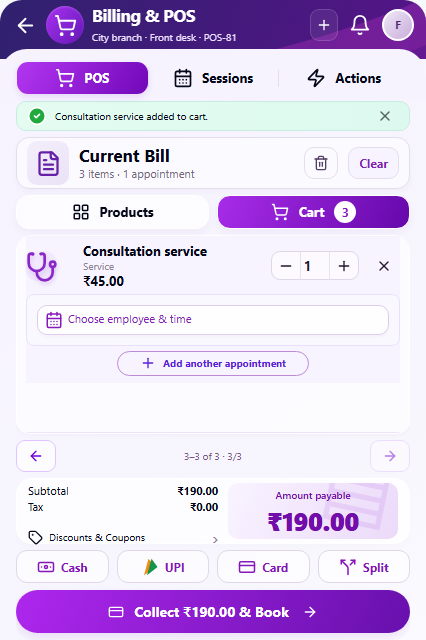 Billing & POS
City branch · Front desk · POS-81
F
POS
Sessions
Actions
Consultation service added to cart.
Current Bill
3 items · 1 appointment
Clear
Products
Cart 3
Consultation service
Service
₹45.00
1
Choose employee & time
Add another appointment
3–3 of 3 · 3/3
Subtotal ₹190.00
Tax ₹0.00
Discounts & Coupons
Amount payable
₹190.00
Cash
UPI
Card
Split
Collect ₹190.00 & Book